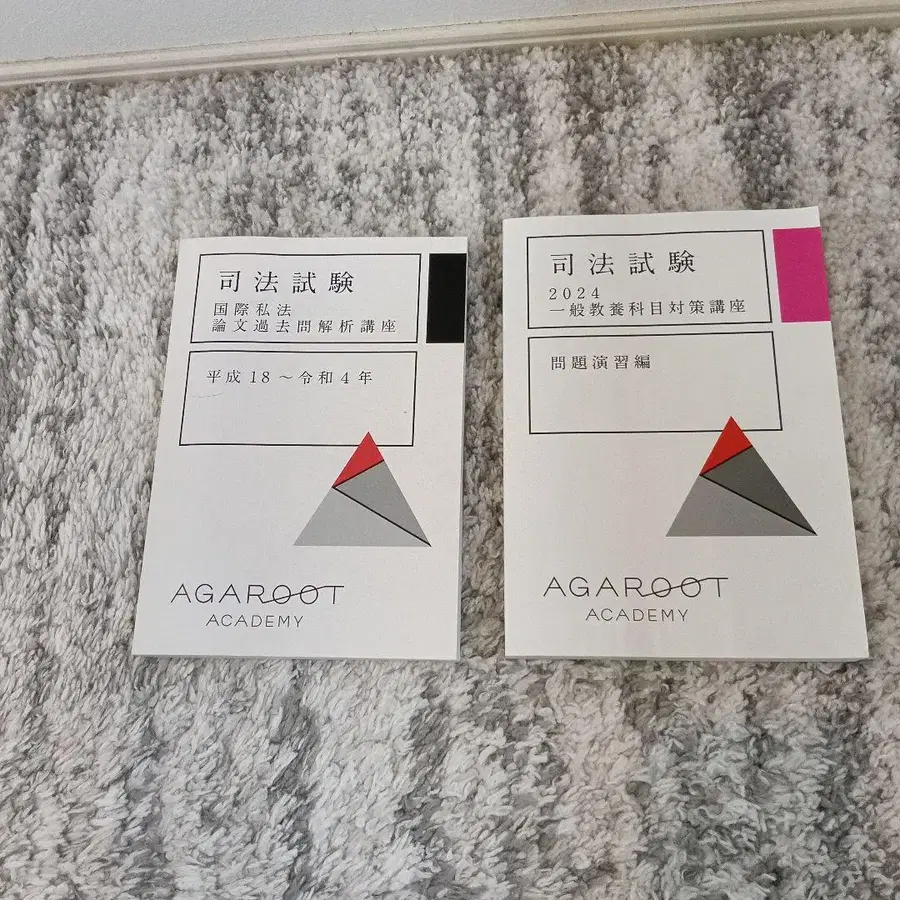 司法試験
国際私法
論文過去問解析講座
平成18～令和4年
AGAROOT
ACADEMY
司法試験
2024
一般教養科目対策講座
問題演習編
AGAROOT
ACADEMY